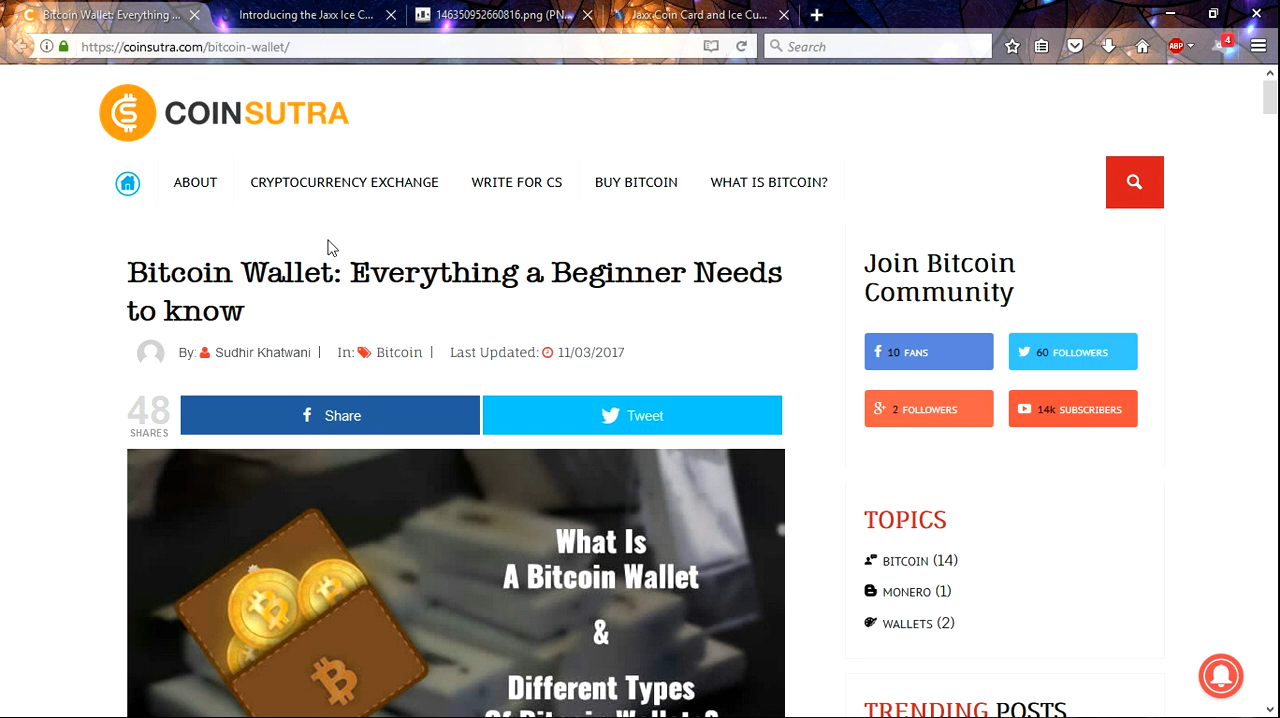 Bitcoin Wallet: Everything ...
Introducing the Jaxx Ice C...
146350952660816.png (PN...
Jaxx Coin Card and Ice Cu...
https://coinsutra.com/bitcoin-wallet/
Search
ABP
4
COINSUTRA
ABOUT
CRYPTOCURRENCY EXCHANGE
WRITE FOR CS
BUY BITCOIN
WHAT IS BITCOIN?
Bitcoin Wallet: Everything a Beginner Needs
to know
By: Sudhir Khatwani | In: Bitcoin | Last Updated: 11/03/2017
48
SHARES
Share
Tweet
What Is
A Bitcoin Wallet
&
Different Types
Of Bitcoin Wallets?
Join Bitcoin
Community
10 FANS
60 FOLLOWERS
2 FOLLOWERS
14k SUBSCRIBERS
TOPICS
BITCOIN (14)
MONERO (1)
WALLETS (2)
TRENDING POSTS